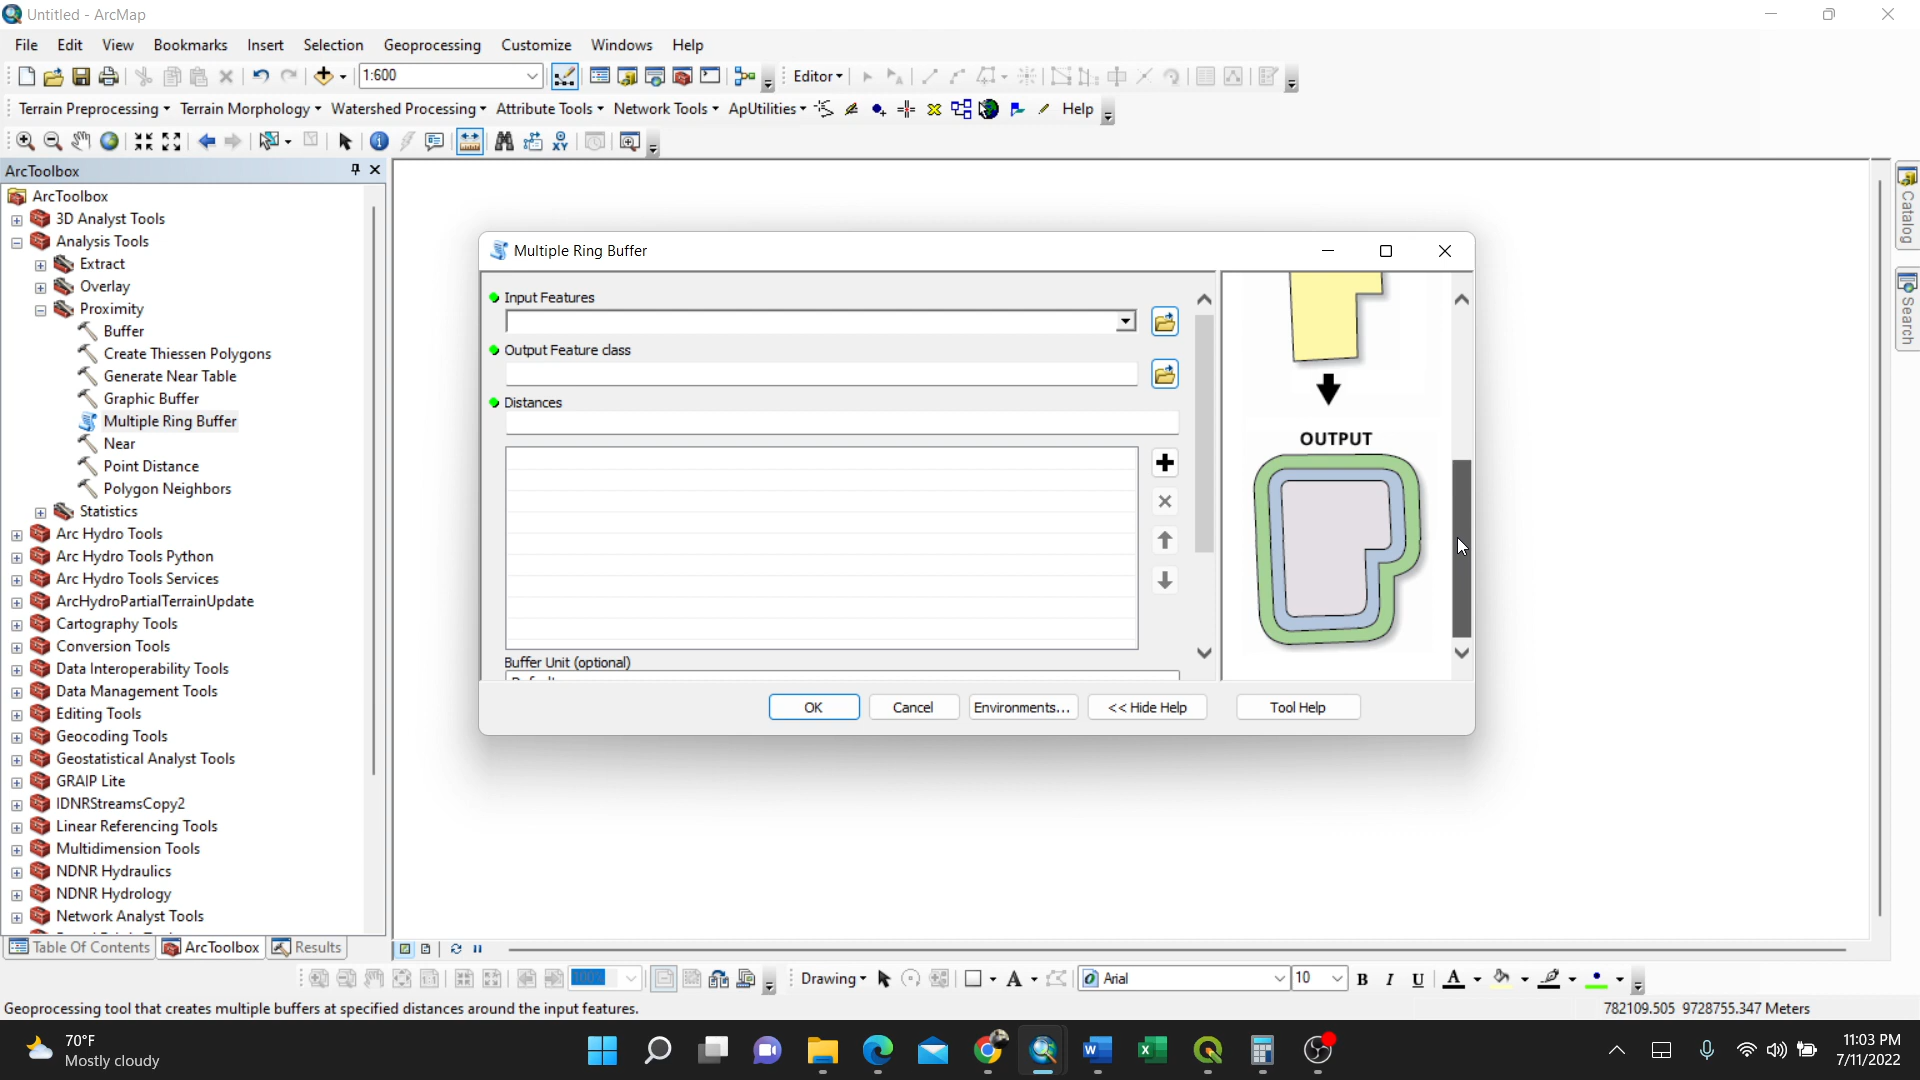 Untitled - ArcMap
File Edit View Bookmarks Insert Selection Geoprocessing Customize Windows Help
1:600 Editor
Terrain Preprocessing Terrain Morphology Watershed Processing Attribute Tools Network Tools ApUtilities Help
ArcToolbox
ArcToolbox
3D Analyst Tools
Analysis Tools
Extract
Overlay
Proximity
Buffer
Create Thiessen Polygons
Generate Near Table
Graphic Buffer
Multiple Ring Buffer
Near
Point Distance
Polygon Neighbors
Statistics
Arc Hydro Tools
Arc Hydro Tools Python
Arc Hydro Tools Services
ArcHydroPartialTerrainUpdate
Cartography Tools
Conversion Tools
Data Interoperability Tools
Data Management Tools
Editing Tools
Geocoding Tools
Geostatistical Analyst Tools
GRAIP Lite
IDNRStreamsCopy2
Linear Referencing Tools
Multidimension Tools
NDNR Hydraulics
NDNR Hydrology
Network Analyst Tools
Table Of Contents ArcToolbox Results
Multiple Ring Buffer
Input Features
Output Feature class
Distances
Buffer Unit (optional)
OUTPUT
OK Cancel Environments... << Hide Help Tool Help
Catalog
Search
100% Drawing Arial 10 B I U A
Geoprocessing tool that creates multiple buffers at specified distances around the input features.
782109.505 9728755.347 Meters
70°F
Mostly cloudy
11:03 PM
7/11/2022